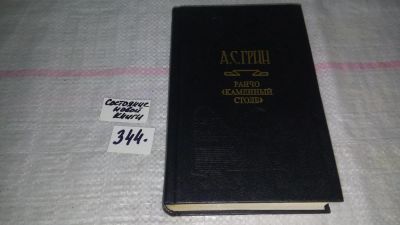 А.С.ГРИН
РАНЧО
«КАМЕННЫЙ
СТОЛБ»
Состояние
новой
книги
344-